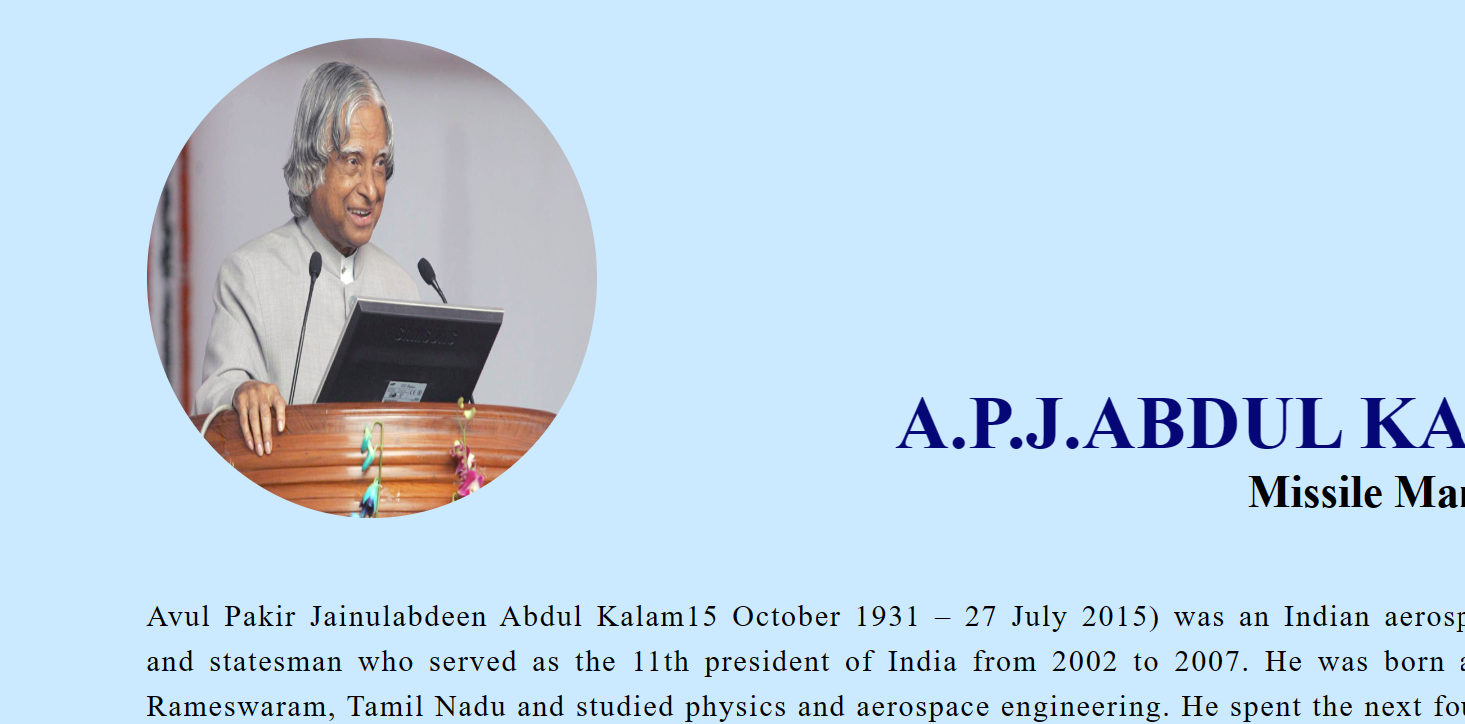 SAMSUNG
A.P.J.ABDUL KA
Missile Mar
Avul Pakir Jainulabdeen Abdul Kalam15 October 1931 – 27 July 2015) was an Indian aerosp
and statesman who served as the 11th president of India from 2002 to 2007. He was born a
Rameswaram, Tamil Nadu and studied physics and aerospace engineering. He spent the next fou